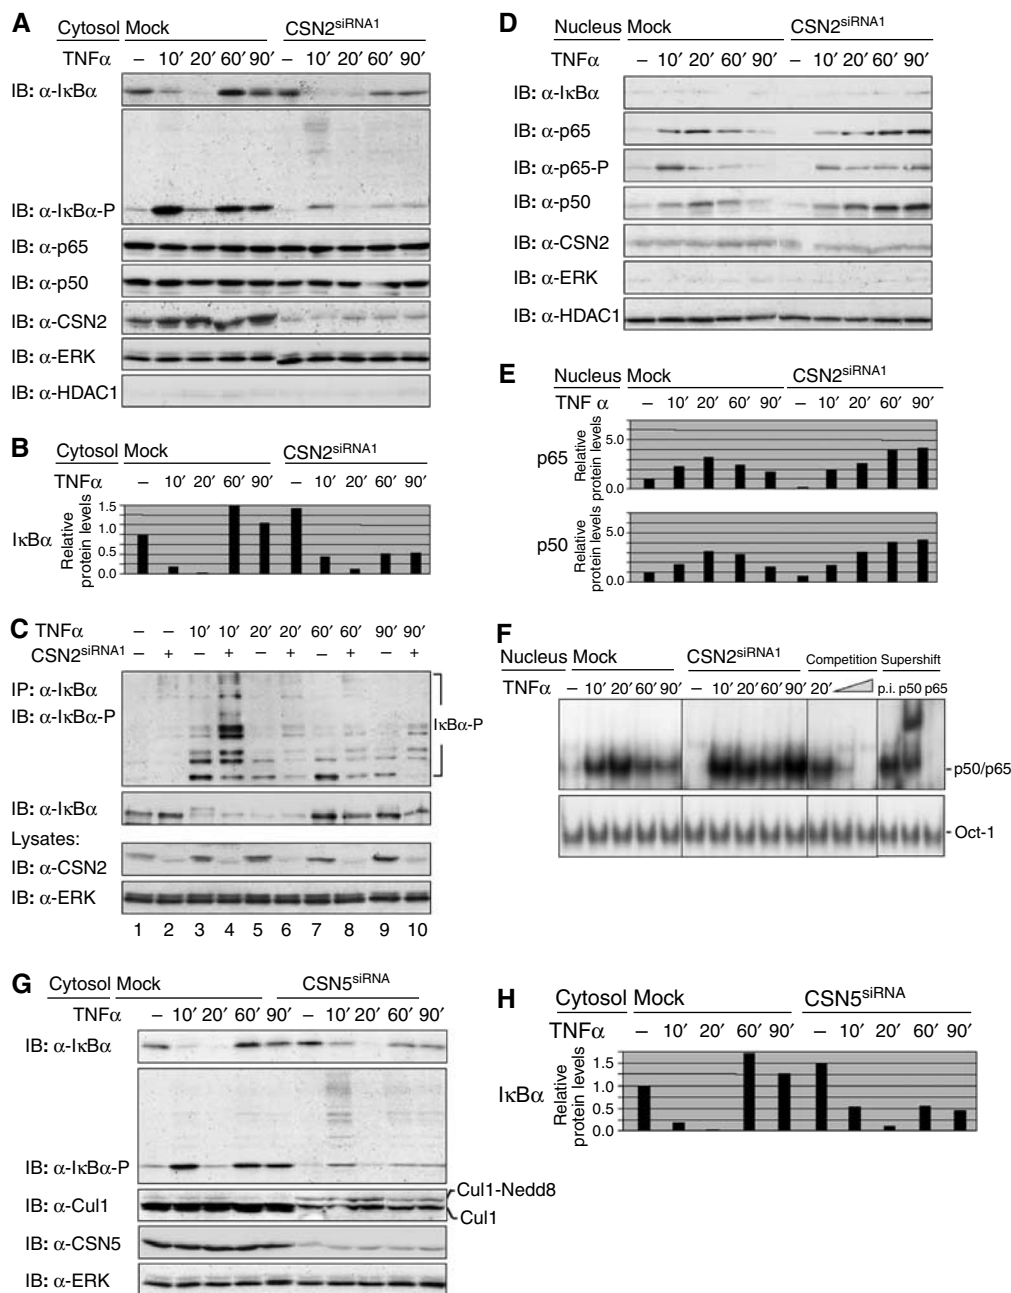 A Cytosol Mock CSN2siRNA1
TNFα – 10′ 20′ 60′ 90′ – 10′ 20′ 60′ 90′
IB: α-IκBα
IB: α-IκBα-P
IB: α-p65
IB: α-p50
IB: α-CSN2
IB: α-ERK
IB: α-HDAC1
B Cytosol Mock CSN2siRNA1
TNFα – 10′ 20′ 60′ 90′ – 10′ 20′ 60′ 90′
IκBα
Relative protein levels
1.5
1.0
0.5
0.0
C TNFα – – 10′ 10′ 20′ 20′ 60′ 60′ 90′ 90′
CSN2siRNA1 – + – + – + – + – +
IP: α-IκBα
IB: α-IκBα-P
IκBα-P
IB: α-IκBα
Lysates:
IB: α-CSN2
IB: α-ERK
1 2 3 4 5 6 7 8 9 10
D Nucleus Mock CSN2siRNA1
TNFα – 10′ 20′ 60′ 90′ – 10′ 20′ 60′ 90′
IB: α-IκBα
IB: α-p65
IB: α-p65-P
IB: α-p50
IB: α-CSN2
IB: α-ERK
IB: α-HDAC1
E Nucleus Mock CSN2siRNA1
TNF α – 10′ 20′ 60′ 90′ – 10′ 20′ 60′ 90′
p65
Relative protein levels
5.0
0.0
p50
Relative protein levels
5.0
0.0
F Nucleus Mock CSN2siRNA1 Competition Supershift
TNFα – 10′ 20′ 60′ 90′ – 10′ 20′ 60′ 90′ 20′ p.i. p50 p65
p50/p65
Oct-1
G Cytosol Mock CSN5siRNA
TNFα – 10′ 20′ 60′ 90′ – 10′ 20′ 60′ 90′
IB: α-IκBα
IB: α-IκBα-P
IB: α-Cul1
Cul1-Nedd8
Cul1
IB: α-CSN5
IB: α-ERK
H Cytosol Mock CSN5siRNA
TNFα – 10′ 20′ 60′ 90′ – 10′ 20′ 60′ 90′
IκBα
Relative protein levels
1.5
1.0
0.5
0.0